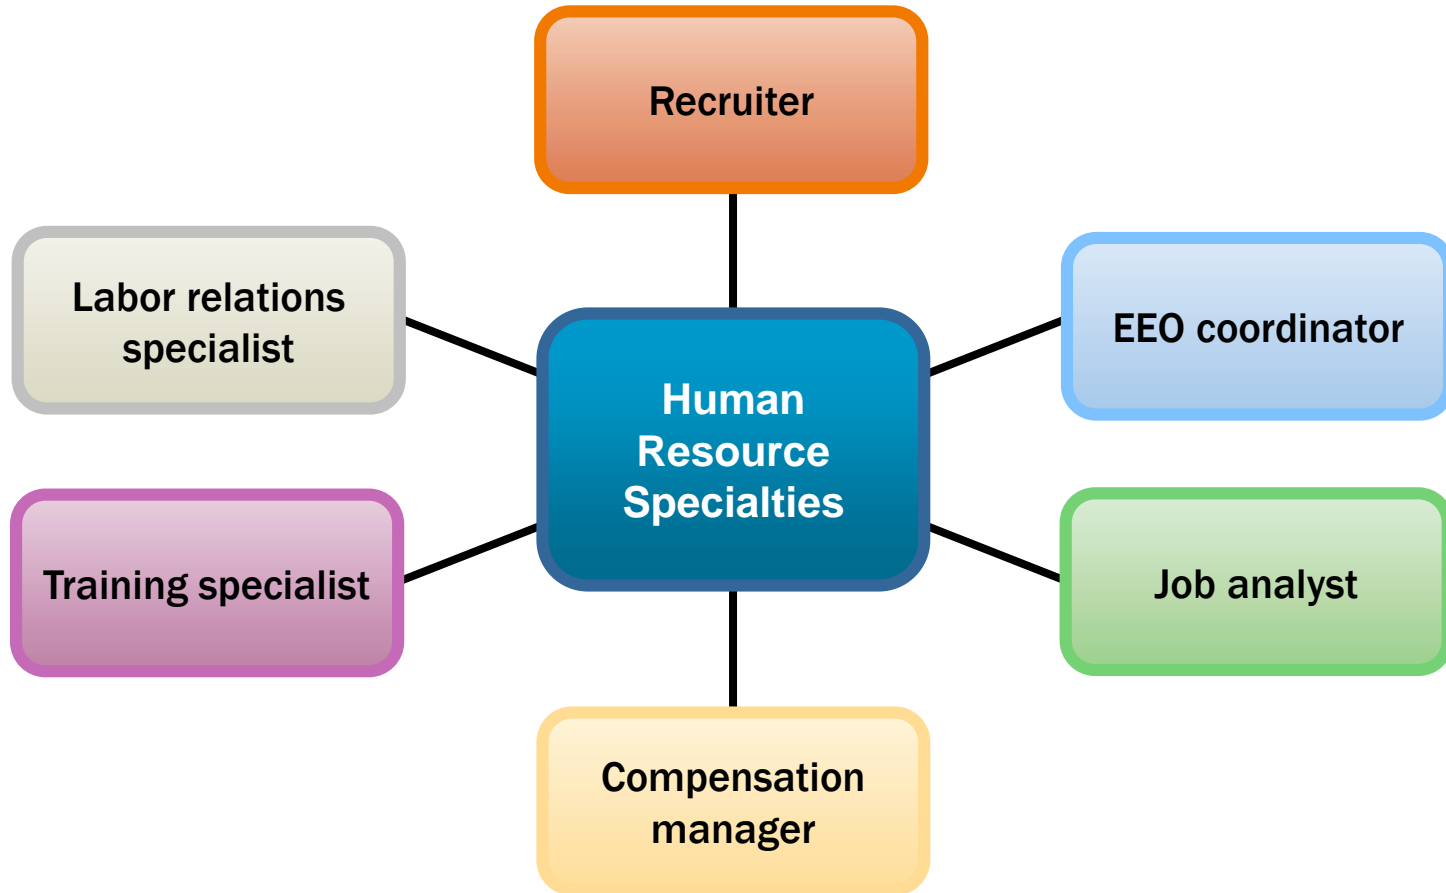 Recruiter
Labor relations
specialist
EEO coordinator
Human
Resource
Specialties
Training specialist
Job analyst
Compensation
manager